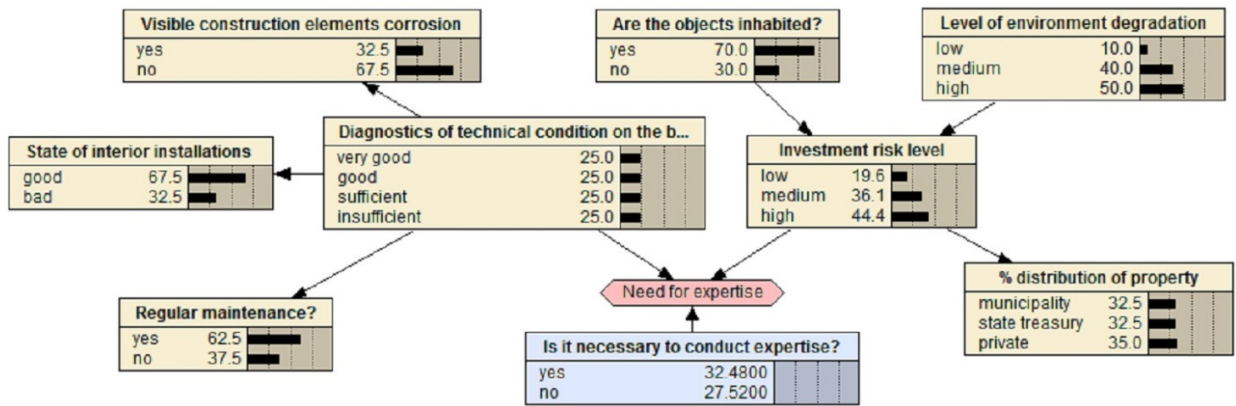 Visible construction elements corrosion
yes 32.5
no 67.5
Are the objects inhabited?
yes 70.0
no 30.0
Level of environment degradation
low 10.0
medium 40.0
high 50.0
State of interior installations
good 67.5
bad 32.5
Diagnostics of technical condition on the b...
very good 25.0
good 25.0
sufficient 25.0
insufficient 25.0
Investment risk level
low 19.6
medium 36.1
high 44.4
Regular maintenance?
yes 62.5
no 37.5
Need for expertise
Is it necessary to conduct expertise?
yes 32.4800
no 27.5200
% distribution of property
municipality 32.5
state treasury 32.5
private 35.0